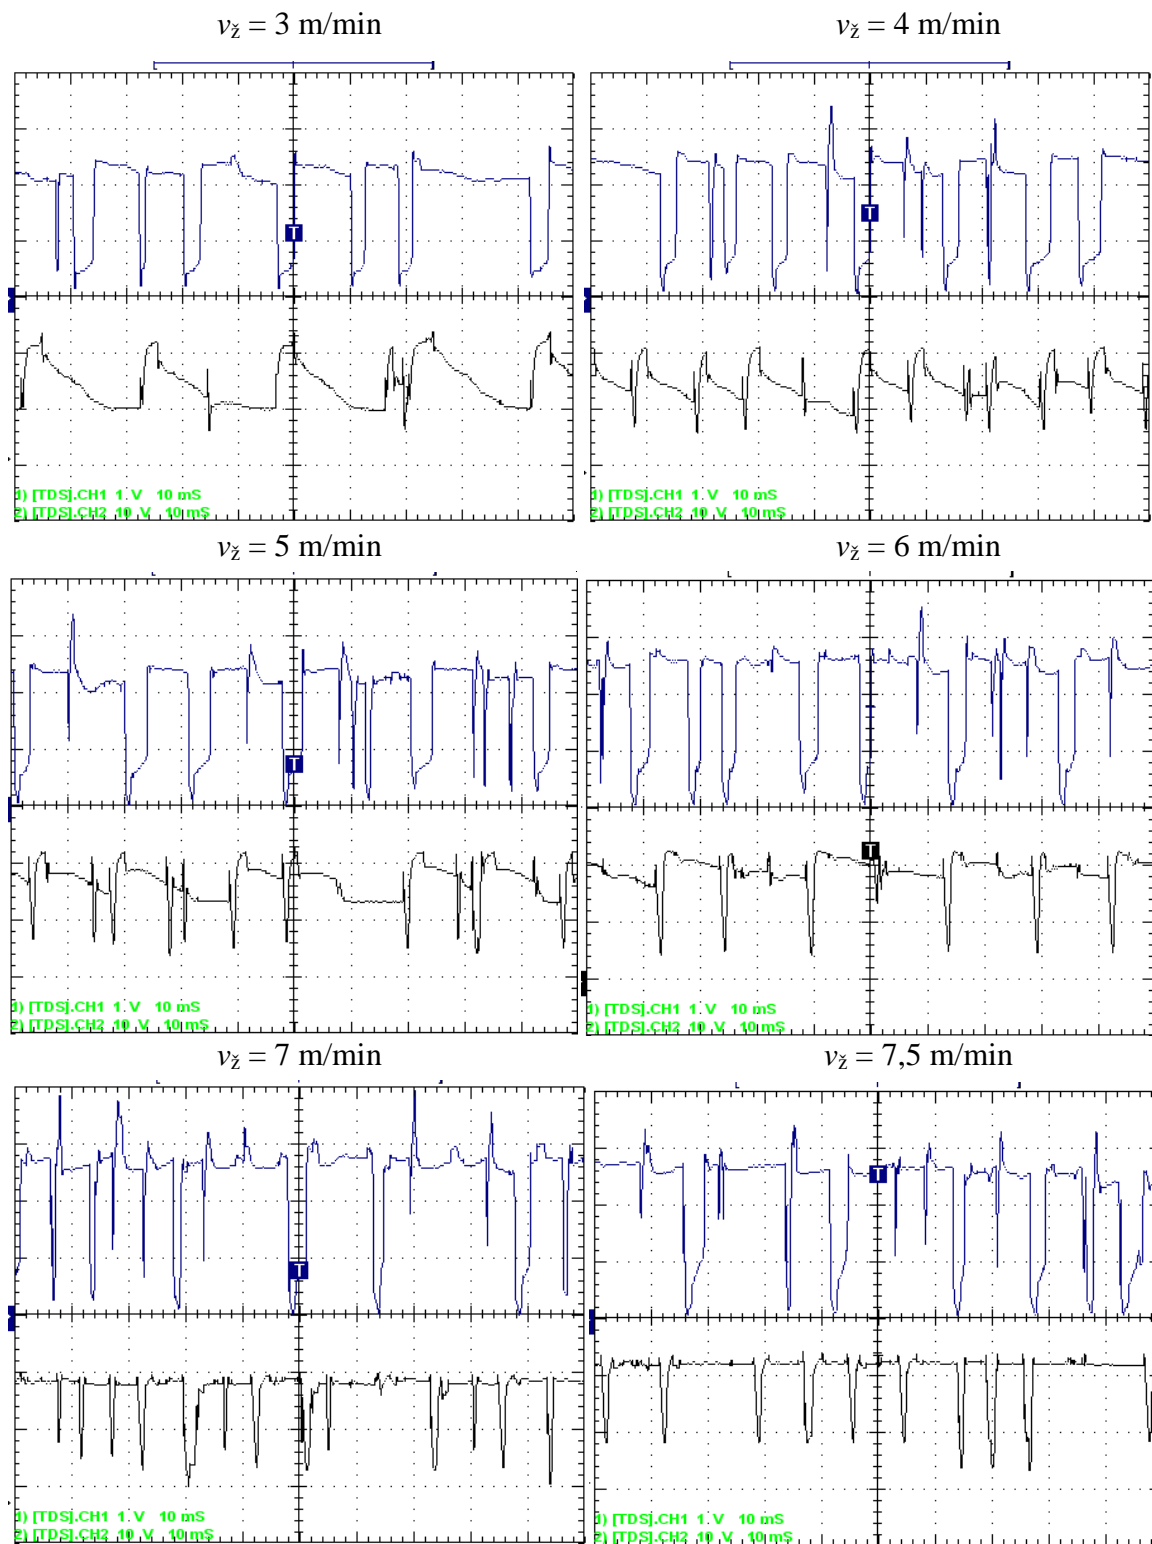 vž = 3 m/min
vž = 4 m/min
T
T
1) [TDS].CH1 1 V 10 mS
2) [TDS].CH2 10 V 10 mS
1) [TDS].CH1 1 V 10 mS
2) [TDS].CH2 10 V 10 mS
vž = 5 m/min
vž = 6 m/min
T
T
1) [TDS].CH1 1 V 10 mS
2) [TDS].CH2 10 V 10 mS
1) [TDS].CH1 1 V 10 mS
2) [TDS].CH2 10 V 10 mS
vž = 7 m/min
vž = 7,5 m/min
T
T
1) [TDS].CH1 1 V 10 mS
2) [TDS].CH2 10 V 10 mS
1) [TDS].CH1 1 V 10 mS
2) [TDS].CH2 10 V 10 mS